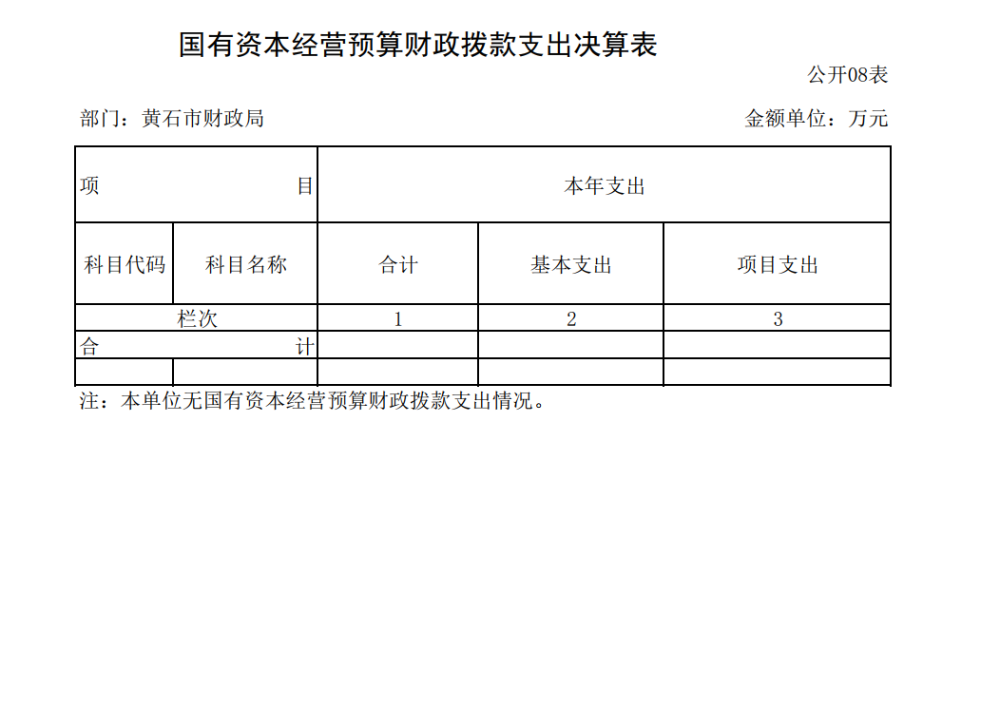 国有资本经营预算财政拨款支出决算表
公开08表
部门：黄石市财政局 金额单位：万元
项 目 本年支出
科目代码 科目名称 合计 基本支出 项目支出
栏次 1 2 3
合 计
注：本单位无国有资本经营预算财政拨款支出情况。